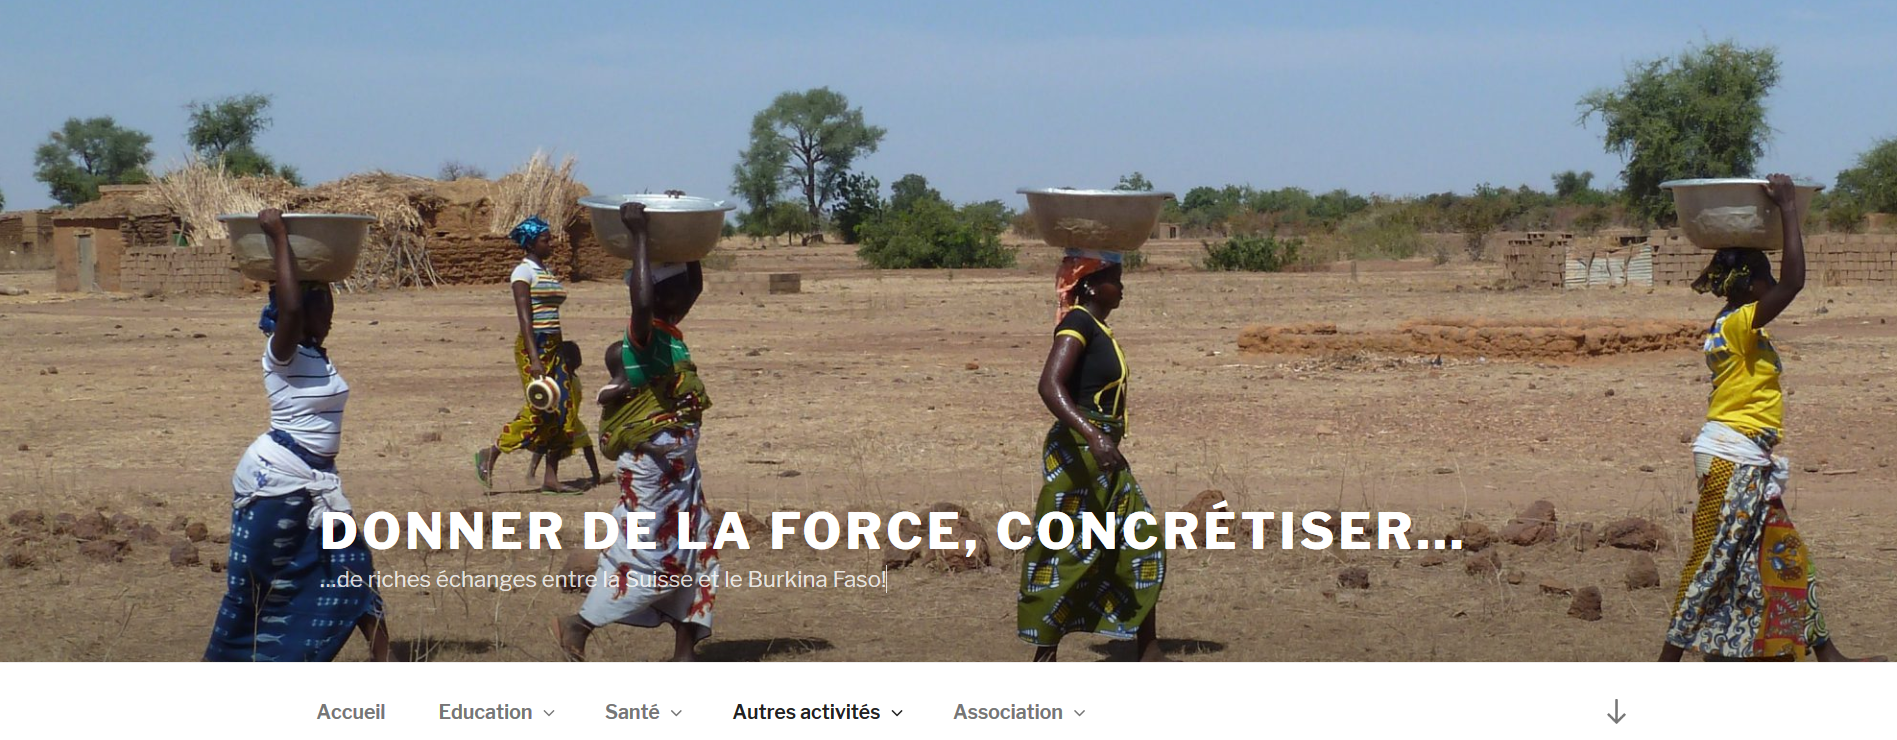 DONNER DE LA FORCE, CONCRÉTISER...
...de riches échanges entre la Suisse et le Burkina Faso!
Accueil Education Santé Autres activités Association